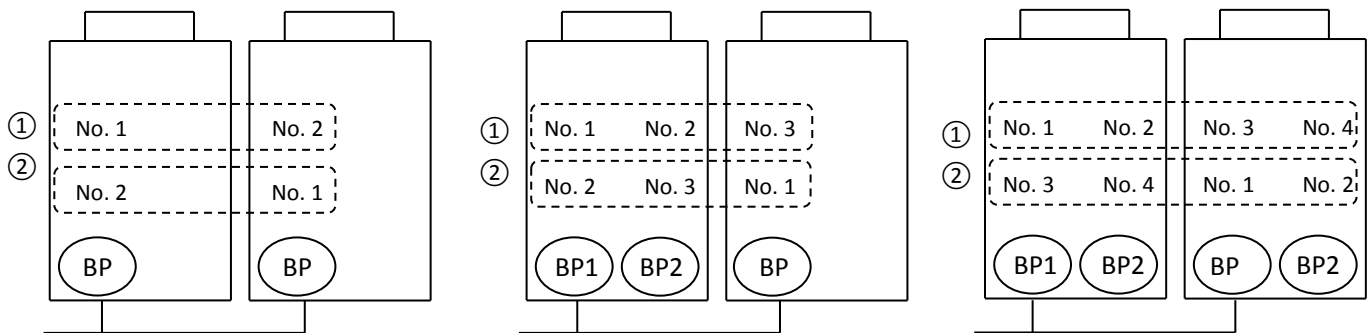 ① No. 1 No. 2
② No. 2 No. 1
BP BP
① No. 1 No. 2 No. 3
② No. 2 No. 3 No. 1
BP1 BP2 BP
① No. 1 No. 2 No. 3 No. 4
② No. 3 No. 4 No. 1 No. 2
BP1 BP2 BP BP2